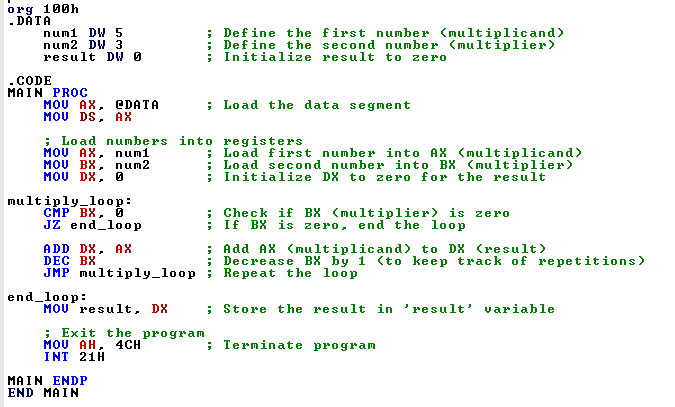 org 100h
.DATA
    num1 DW 5         ; Define the first number (multiplicand)
    num2 DW 3         ; Define the second number (multiplier)
    result DW 0       ; Initialize result to zero

.CODE
MAIN PROC
    MOV AX, @DATA     ; Load the data segment
    MOV DS, AX

    ; Load numbers into registers
    MOV AX, num1      ; Load first number into AX (multiplicand)
    MOV BX, num2      ; Load second number into BX (multiplier)
    MOV DX, 0         ; Initialize DX to zero for the result

multiply_loop:
    CMP BX, 0         ; Check if BX (multiplier) is zero
    JZ end_loop       ; If BX is zero, end the loop

    ADD DX, AX        ; Add AX (multiplicand) to DX (result)
    DEC BX            ; Decrease BX by 1 (to keep track of repetitions)
    JMP multiply_loop ; Repeat the loop

end_loop:
    MOV result, DX    ; Store the result in 'result' variable

    ; Exit the program
    MOV AH, 4CH       ; Terminate program
    INT 21H

MAIN ENDP
END MAIN